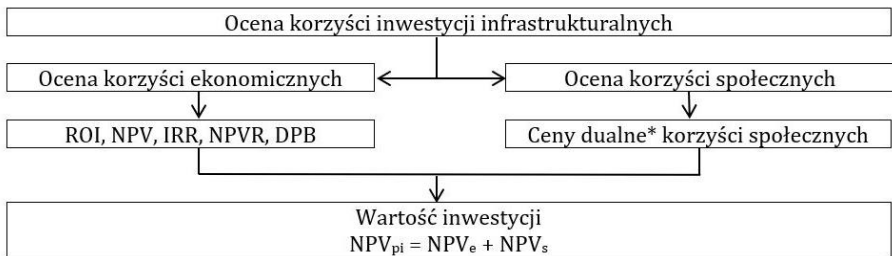 Ocena korzyści inwestycji infrastrukturalnych
Ocena korzyści ekonomicznych
Ocena korzyści społecznych
ROI, NPV, IRR, NPVR, DPB
Ceny dualne* korzyści społecznych
Wartość inwestycji
NPVpi = NPVe + NPVs